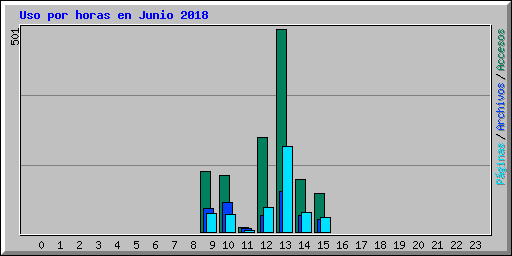 Uso por horas en Junio 2018
501
Páginas/Archivos/Accesos
0 1 2 3 4 5 6 7 8 9 10 11 12 13 14 15 16 17 18 19 20 21 22 23